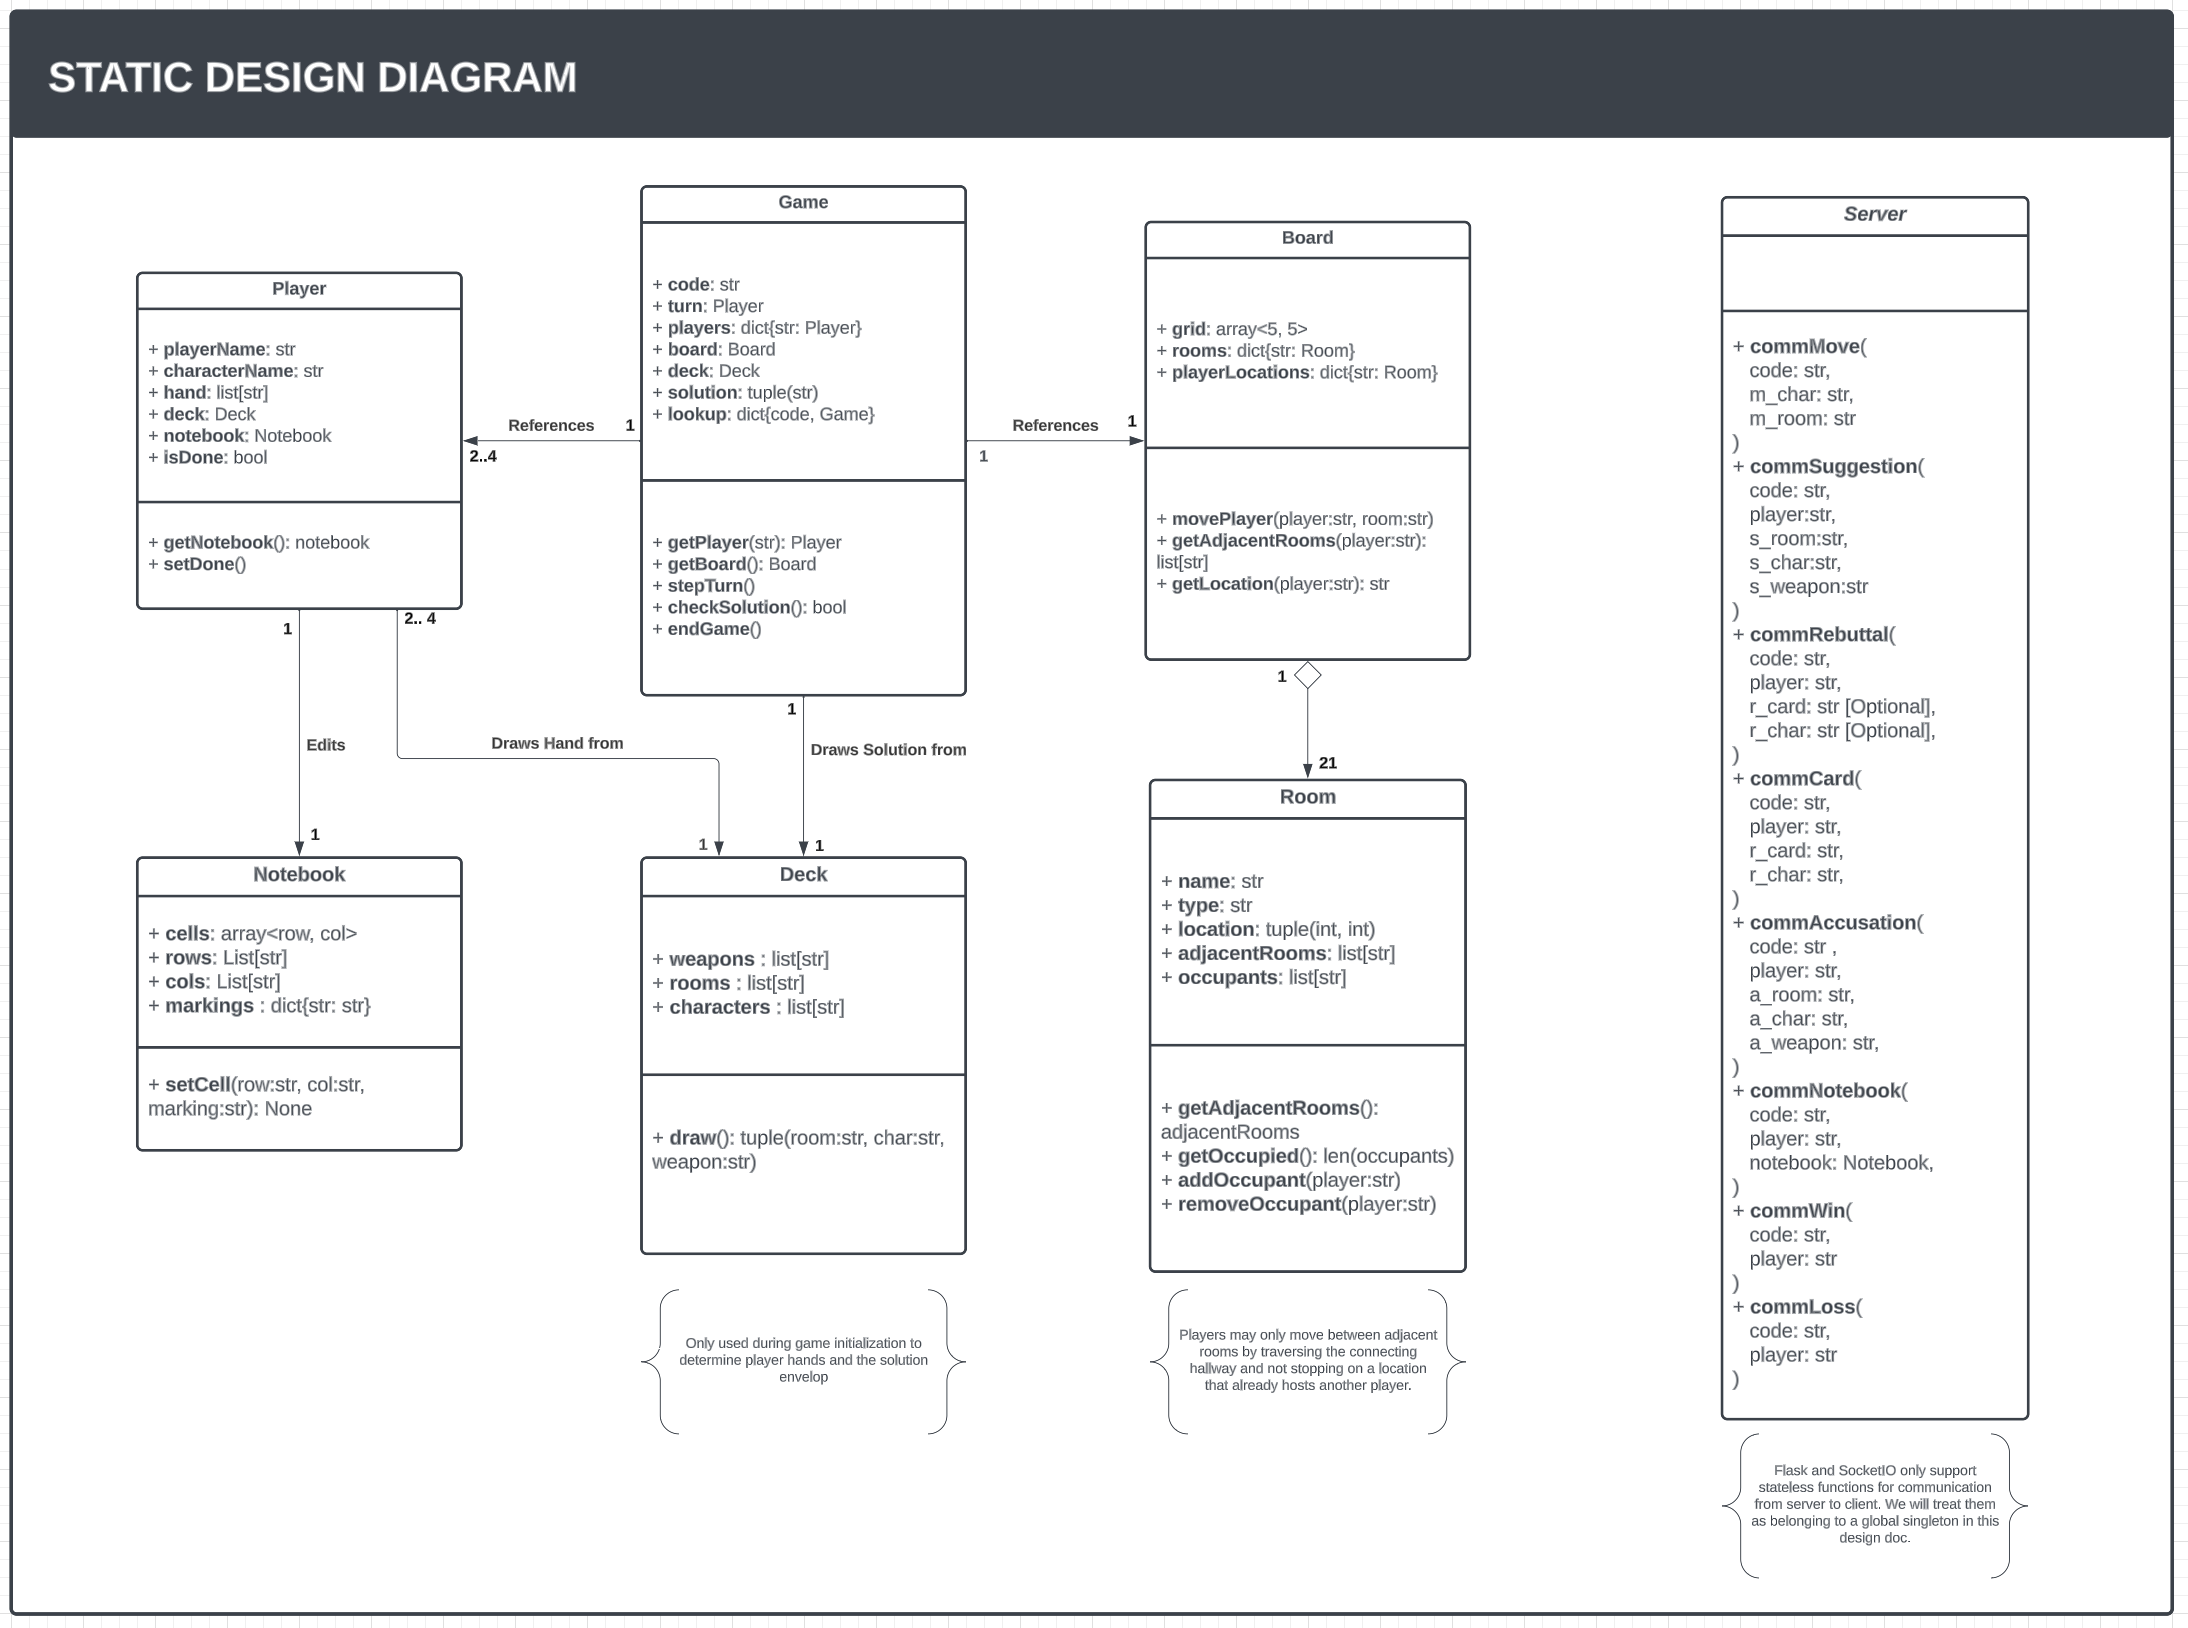 STATIC DESIGN DIAGRAM
Player
+ playerName: str
+ characterName: str
+ hand: list[str]
+ deck: Deck
+ notebook: Notebook
+ isDone: bool
+ getNotebook(): notebook
+ setDone()
References
1
2..4
Game
+ code: str
+ turn: Player
+ players: dict{str: Player}
+ board: Board
+ deck: Deck
+ solution: tuple(str)
+ lookup: dict{code, Game}
+ getPlayer(str): Player
+ getBoard(): Board
+ stepTurn()
+ checkSolution(): bool
+ endGame()
References
1
1
Board
+ grid: array<5, 5>
+ rooms: dict{str: Room}
+ playerLocations: dict{str: Room}
+ movePlayer(player:str, room:str)
+ getAdjacentRooms(player:str):
list[str]
+ getLocation(player:str): str
1
Edits
1
2.. 4
Draws Hand from
1
1
Draws Solution from
1
1
21
Notebook
+ cells: array<row, col>
+ rows: List[str]
+ cols: List[str]
+ markings : dict{str: str}
+ setCell(row:str, col:str,
marking:str): None
Deck
+ weapons : list[str]
+ rooms : list[str]
+ characters : list[str]
+ draw(): tuple(room:str, char:str,
weapon:str)
Only used during game initialization to
determine player hands and the solution
envelop
Room
+ name: str
+ type: str
+ location: tuple(int, int)
+ adjacentRooms: list[str]
+ occupants: list[str]
+ getAdjacentRooms():
adjacentRooms
+ getOccupied(): len(occupants)
+ addOccupant(player:str)
+ removeOccupant(player:str)
Players may only move between adjacent
rooms by traversing the connecting
hallway and not stopping on a location
that already hosts another player.
Server
+ commMove(
code: str,
m_char: str,
m_room: str
)
+ commSuggestion(
code: str,
player:str,
s_room:str,
s_char:str,
s_weapon:str
)
+ commRebuttal(
code: str,
player: str,
r_card: str [Optional],
r_char: str [Optional],
)
+ commCard(
code: str,
player: str,
r_card: str,
r_char: str,
)
+ commAccusation(
code: str ,
player: str,
a_room: str,
a_char: str,
a_weapon: str,
)
+ commNotebook(
code: str,
player: str,
notebook: Notebook,
)
+ commWin(
code: str,
player: str
)
+ commLoss(
code: str,
player: str
)
Flask and SocketIO only support
stateless functions for communication
from server to client. We will treat them
as belonging to a global singleton in this
design doc.